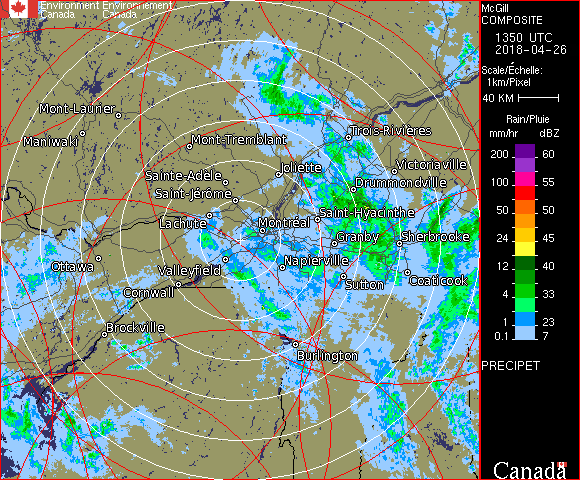 Environment Environnement
Canada Canada
McGill
COMPOSITE
1350 UTC
2018-04-26
Scale/Échelle:
1km/Pixel
40 KM
Rain/Pluie
mm/hr dBZ
200 60
100 55
50 50
24 45
12 40
4 33
1 23
0.1 7
PRECIPET
Canada
Mont-Laurier
Maniwaki
Mont-Tremblant
Trois-Rivières
Joliette
Victoriaville
Sainte-Adèle
Drummondville
Saint-Jérôme
Saint-Hyacinthe
Lachute
Montréal
Granby
Sherbrooke
Ottawa
Valleyfield
Napierville
Sutton
Coaticook
Cornwall
Brockville
Burlington